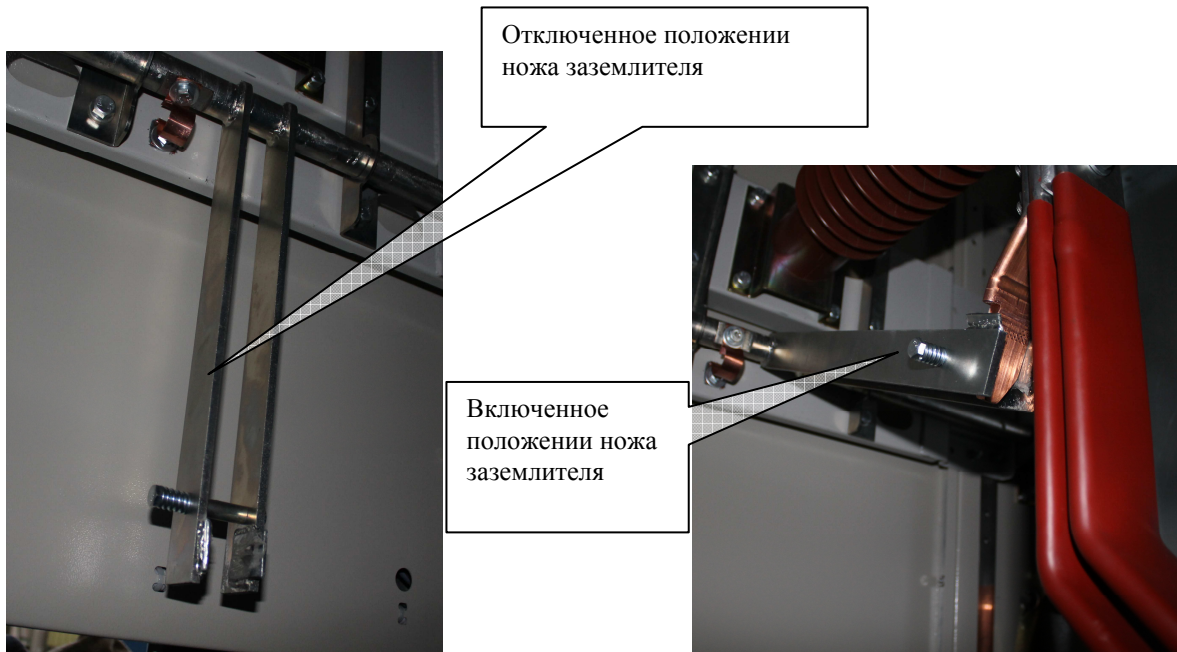 Отключенное положении
ножа заземлителя
Включенное
положении ножа
заземлителя